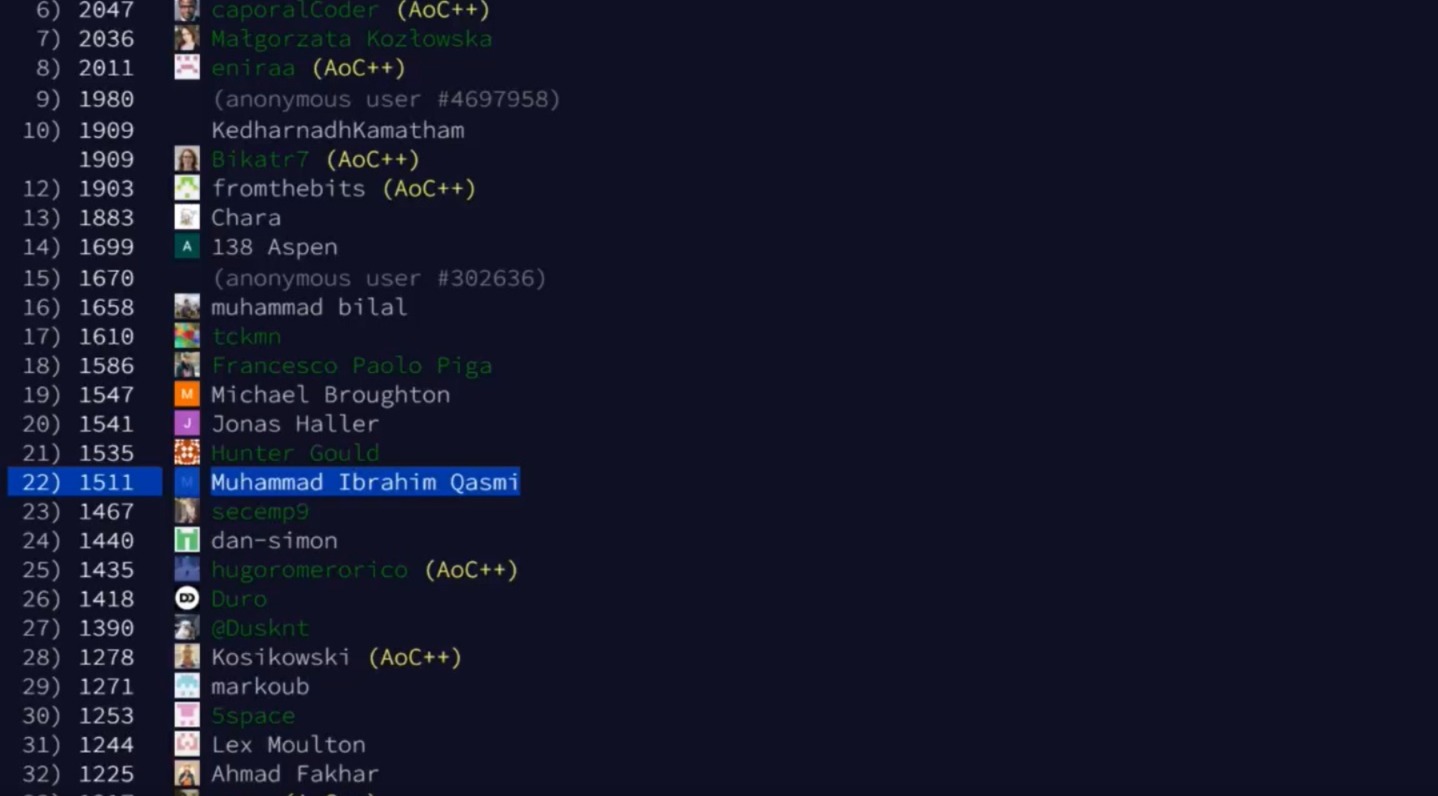 6) 2047 caporalCoder (AoC++)
7) 2036 Małgorzata Kozłowska
8) 2011 eniraa (AoC++)
9) 1980 (anonymous user #4697958)
10) 1909 KedharnadhKamatham
1909 Bikatr7 (AoC++)
12) 1903 fromthebits (AoC++)
13) 1883 Chara
14) 1699 A 138 Aspen
15) 1670 (anonymous user #302636)
16) 1658 muhammad bilal
17) 1610 tckmn
18) 1586 Francesco Paolo Piga
19) 1547 M Michael Broughton
20) 1541 J Jonas Haller
21) 1535 Hunter Gould
22) 1511 M Muhammad Ibrahim Qasmi
23) 1467 secemp9
24) 1440 dan-simon
25) 1435 hugoromerorico (AoC++)
26) 1418 Duro
27) 1390 @Dusknt
28) 1278 Kosikowski (AoC++)
29) 1271 markoub
30) 1253 5space
31) 1244 Lex Moulton
32) 1225 Ahmad Fakhar